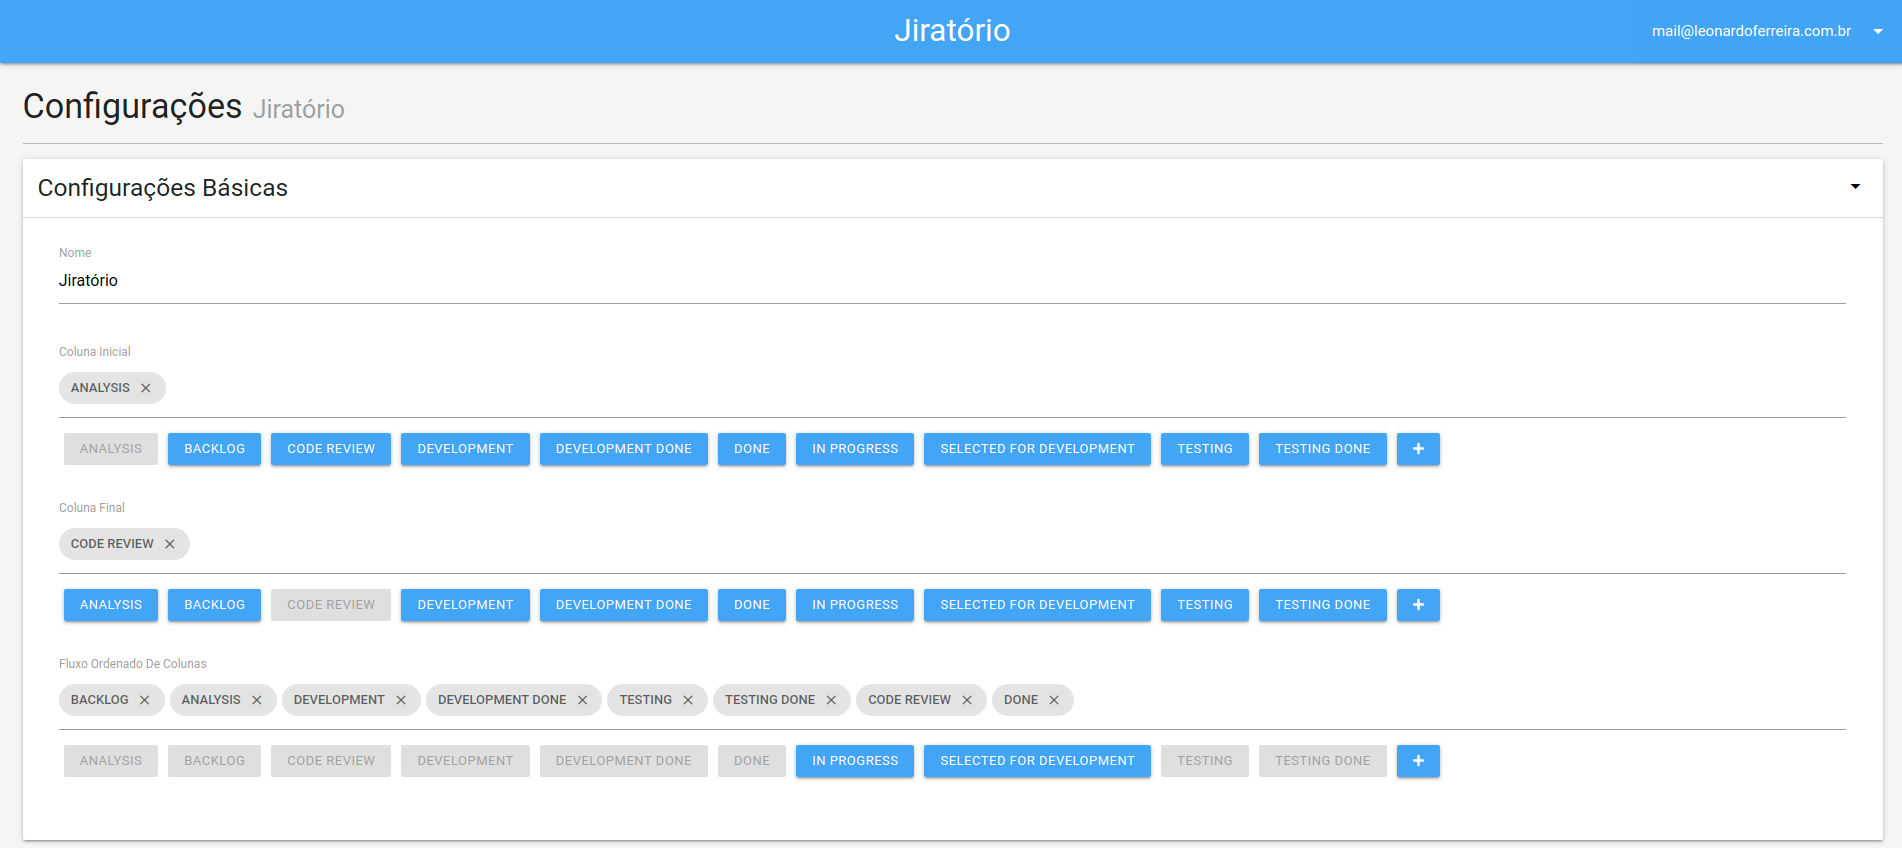 Jiratório mail@leonardoferreira.com.br
Configurações Jiratório
Configurações Básicas
Nome
Jiratório
Coluna Inicial
ANALYSIS
ANALYSIS BACKLOG CODE REVIEW DEVELOPMENT DEVELOPMENT DONE DONE IN PROGRESS SELECTED FOR DEVELOPMENT TESTING TESTING DONE +
Coluna Final
CODE REVIEW
ANALYSIS BACKLOG CODE REVIEW DEVELOPMENT DEVELOPMENT DONE DONE IN PROGRESS SELECTED FOR DEVELOPMENT TESTING TESTING DONE +
Fluxo Ordenado De Colunas
BACKLOG ANALYSIS DEVELOPMENT DEVELOPMENT DONE TESTING TESTING DONE CODE REVIEW DONE
ANALYSIS BACKLOG CODE REVIEW DEVELOPMENT DEVELOPMENT DONE DONE IN PROGRESS SELECTED FOR DEVELOPMENT TESTING TESTING DONE +